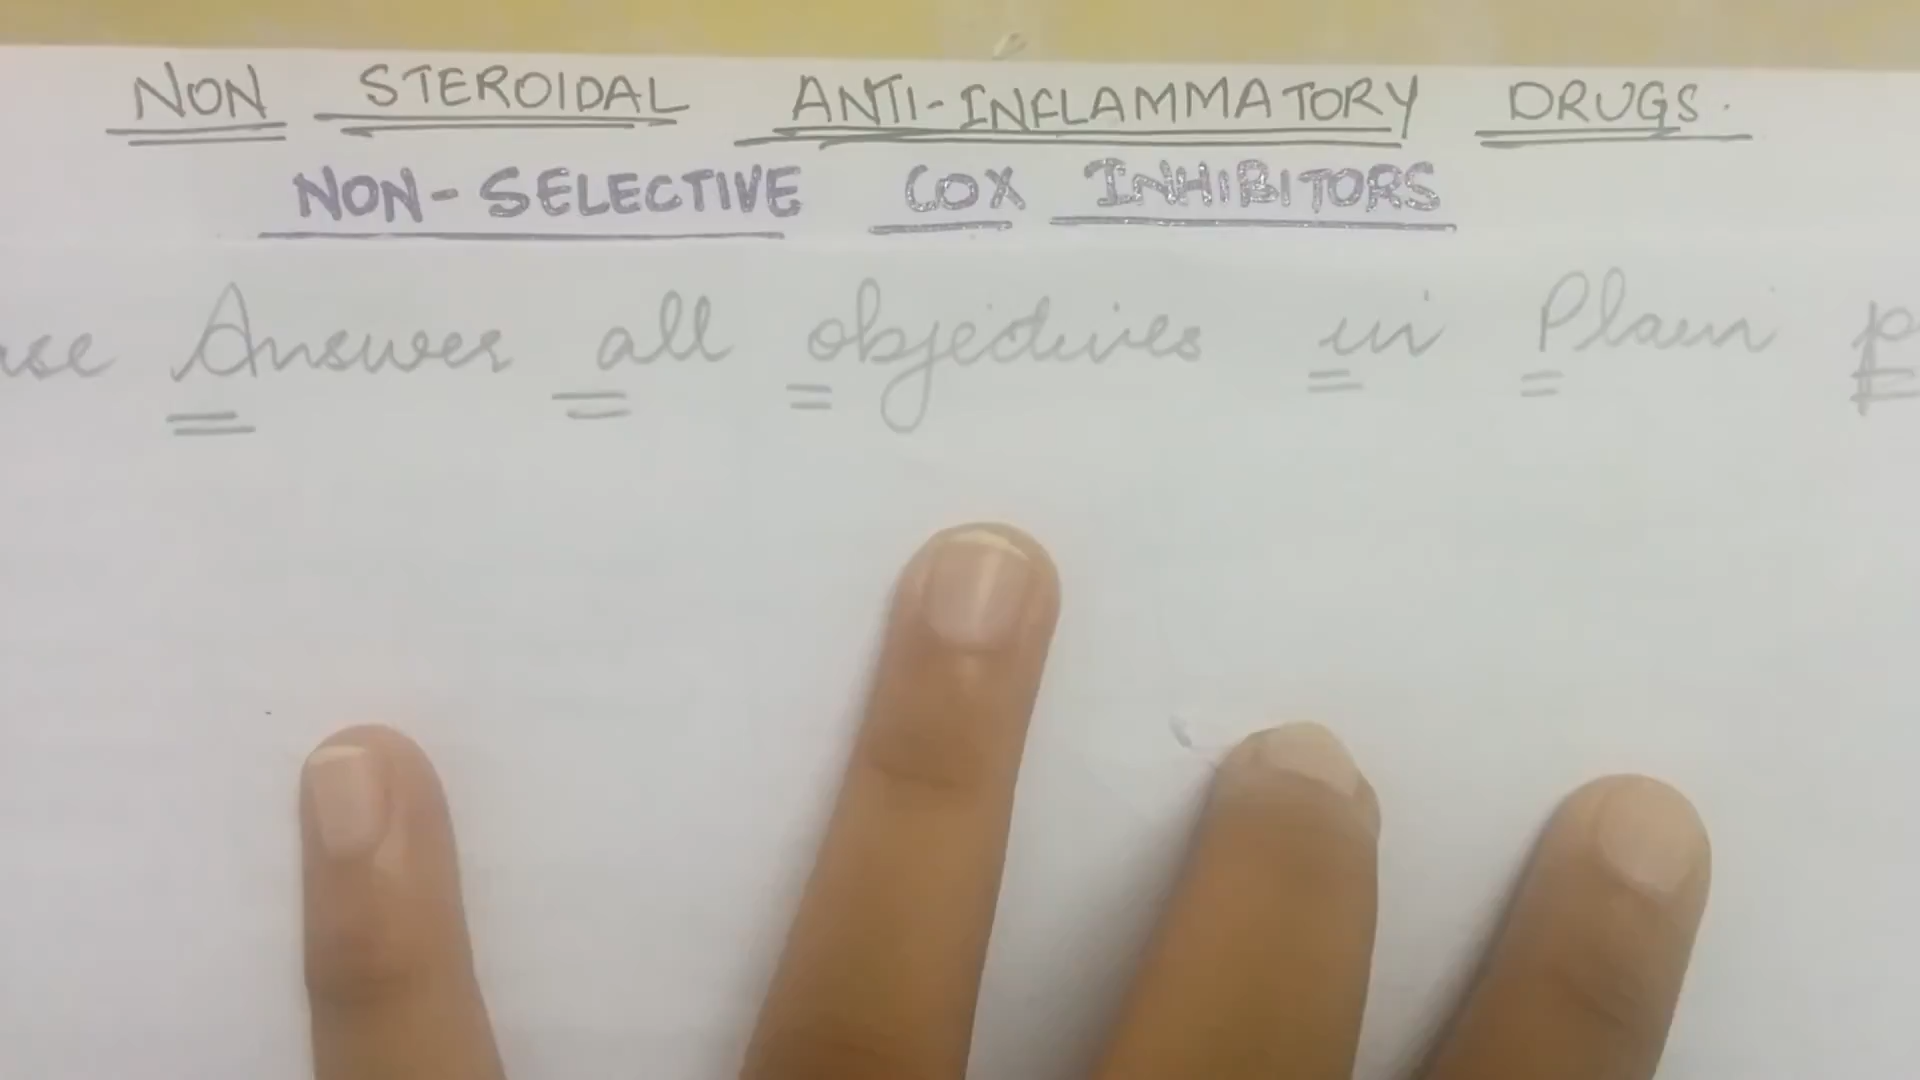 NON STEROIDAL ANTI-INFLAMMATORY DRUGS.
NON-SELECTIVE COX INHIBITORS
Answer all objectives in Plain